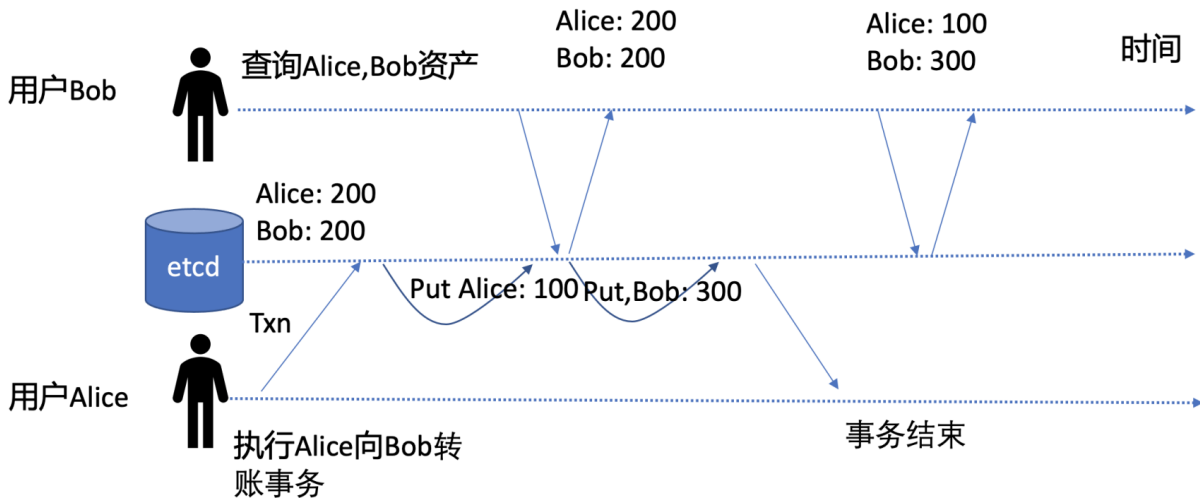 Alice: 200
Bob: 200
Alice: 100
Bob: 300
时间
查询Alice,Bob资产
用户Bob
Alice: 200
Bob: 200
etcd
Put Alice: 100
Put,Bob: 300
Txn
用户Alice
执行Alice向Bob转
账事务
事务结束